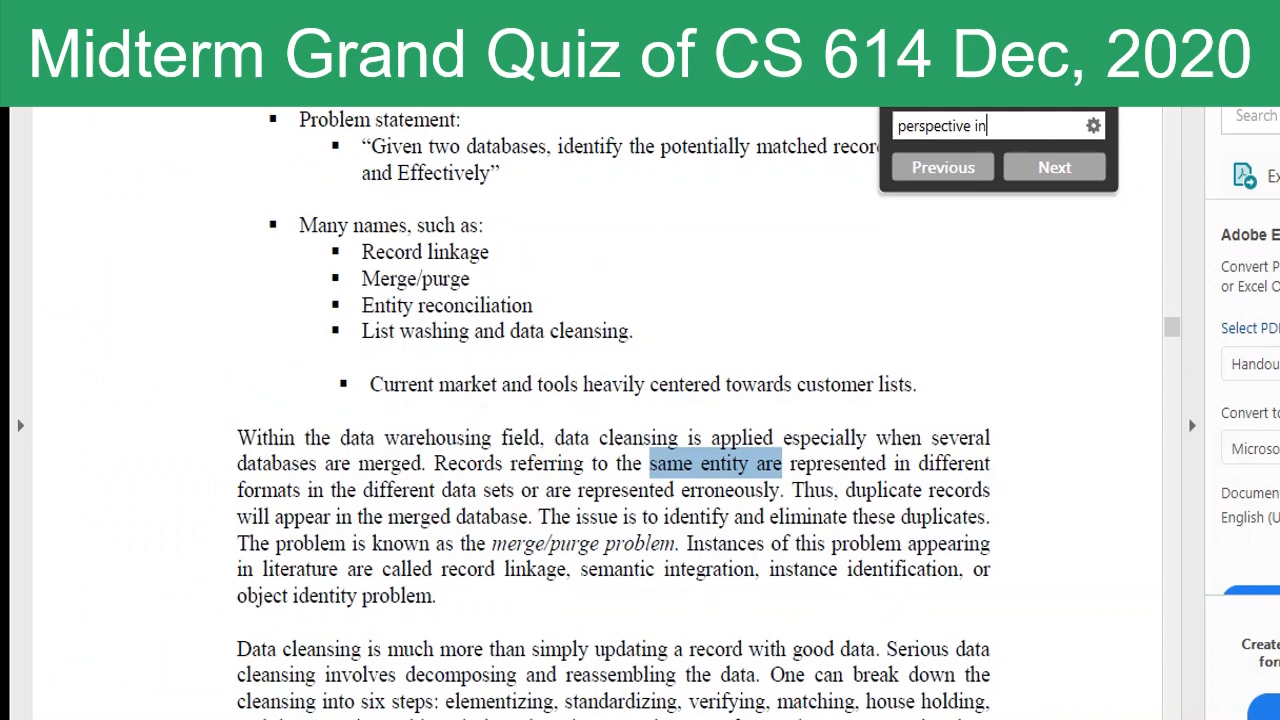 Midterm Grand Quiz of CS 614 Dec, 2020
▪ Problem statement:
▪ “Given two databases, identify the potentially matched
and Effectively”
perspective in
Previous
Next
▪ Many names, such as:
▪ Record linkage
▪ Merge/purge
▪ Entity reconciliation
▪ List washing and data cleansing.
▪ Current market and tools heavily centered towards customer lists.
Within the data warehousing field, data cleansing is applied especially when several
databases are merged. Records referring to the same entity are represented in different
formats in the different data sets or are represented erroneously. Thus, duplicate records
will appear in the merged database. The issue is to identify and eliminate these duplicates.
The problem is known as the merge/purge problem. Instances of this problem appearing
in literature are called record linkage, semantic integration, instance identification, or
object identity problem.
Data cleansing is much more than simply updating a record with good data. Serious data
cleansing involves decomposing and reassembling the data. One can break down the
cleansing into six steps: elementizing, standardizing, verifying, matching, house holding,
Search
Ex
Adobe E
Convert P
or Excel O
Select PD
Handou
Convert to
Microso
Documen
English (U
Create
for